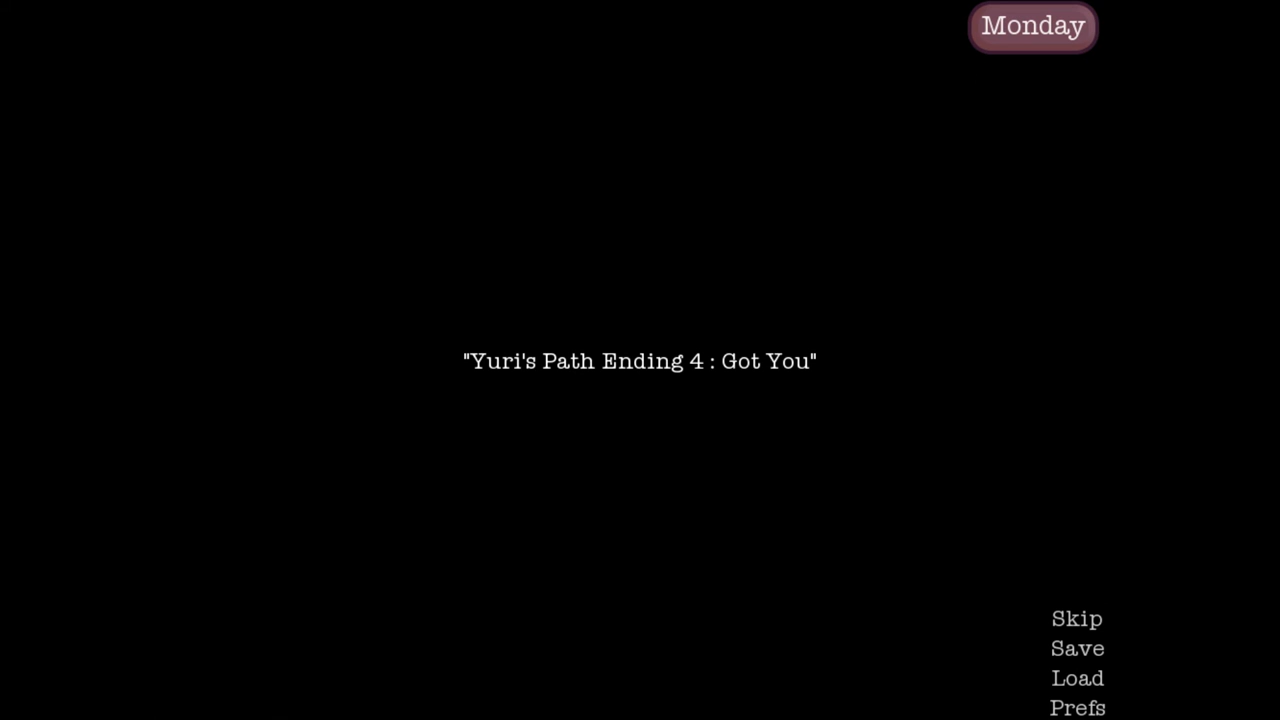 Monday
"Yuri's Path Ending 4 : Got You"
Skip
Save
Load
Prefs